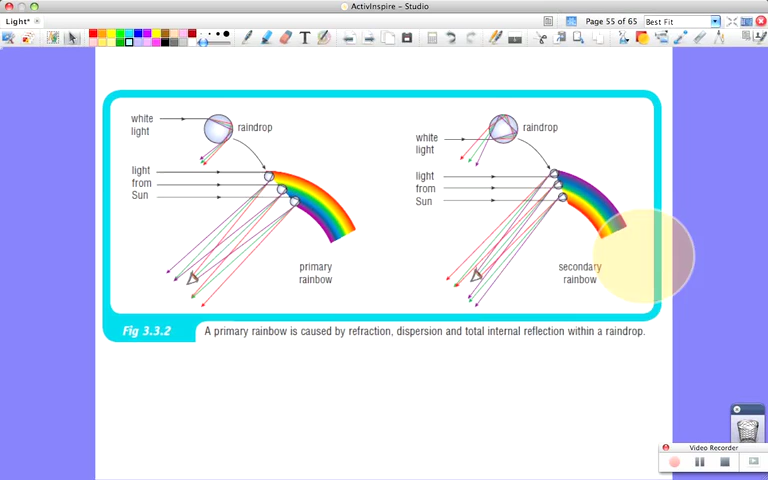 ActivInspire – Studio
Light*
Page 55 of 65
Best Fit
white
light
raindrop
light
from
Sun
primary
rainbow
white
light
raindrop
light
from
Sun
secondary
rainbow
Fig 3.3.2
A primary rainbow is caused by refraction, dispersion and total internal reflection within a raindrop.
Video Recorder